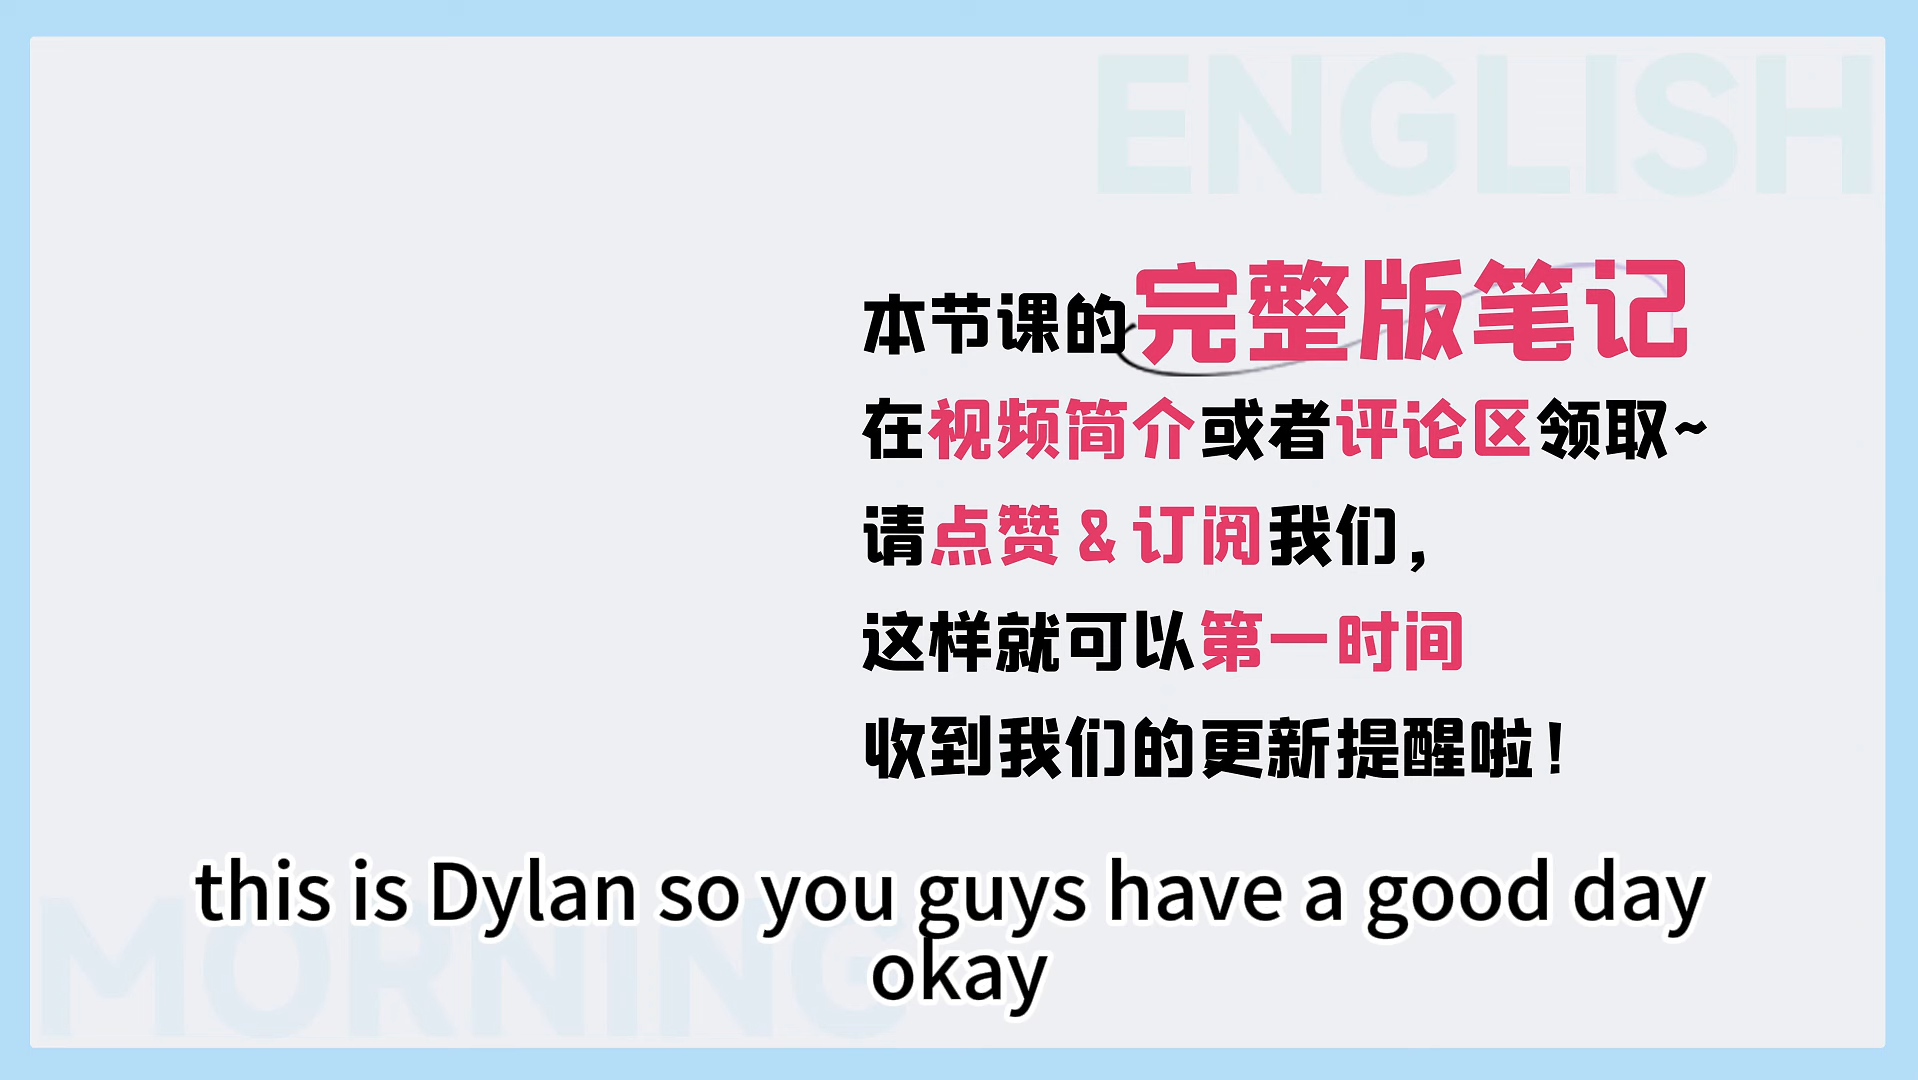 ENGLISH
本节课的完整版笔记
在视频简介或者评论区领取~
请点赞&订阅我们,
这样就可以第一时间
收到我们的更新提醒啦!
this is Dylan so you guys have a good day
okay
MORNING